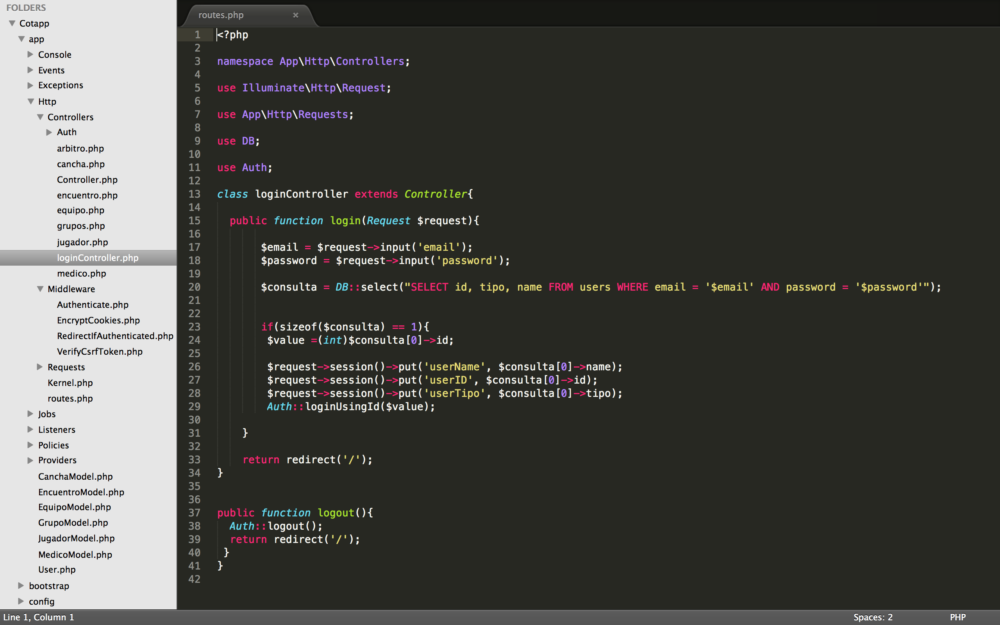 FOLDERS
Cotapp
app
Console
Events
Exceptions
Http
Controllers
Auth
arbitro.php
cancha.php
Controller.php
encuentro.php
equipo.php
grupos.php
jugador.php
loginController.php
medico.php
Middleware
Authenticate.php
EncryptCookies.php
RedirectIfAuthenticated.php
VerifyCsrfToken.php
Requests
Kernel.php
routes.php
Jobs
Listeners
Policies
Providers
CanchaModel.php
EncuentroModel.php
EquipoModel.php
GrupoModel.php
JugadorModel.php
MedicoModel.php
User.php
bootstrap
config
routes.php ×
1 <?php
2
3 namespace App\Http\Controllers;
4
5 use Illuminate\Http\Request;
6
7 use App\Http\Requests;
8
9 use DB;
10
11 use Auth;
12
13 class loginController extends Controller{
14
15 public function login(Request $request){
16
17 $email = $request->input('email');
18 $password = $request->input('password');
19
20 $consulta = DB::select("SELECT id, tipo, name FROM users WHERE email = '$email' AND password = '$password'");
21
22
23 if(sizeof($consulta) == 1){
24 $value =(int)$consulta[0]->id;
25
26 $request->session()->put('userName', $consulta[0]->name);
27 $request->session()->put('userID', $consulta[0]->id);
28 $request->session()->put('userTipo', $consulta[0]->tipo);
29 Auth::loginUsingId($value);
30
31 }
32
33 return redirect('/');
34 }
35
36
37 public function logout(){
38 Auth::logout();
39 return redirect('/');
40 }
41 }
42
Line 1, Column 1
Spaces: 2
PHP